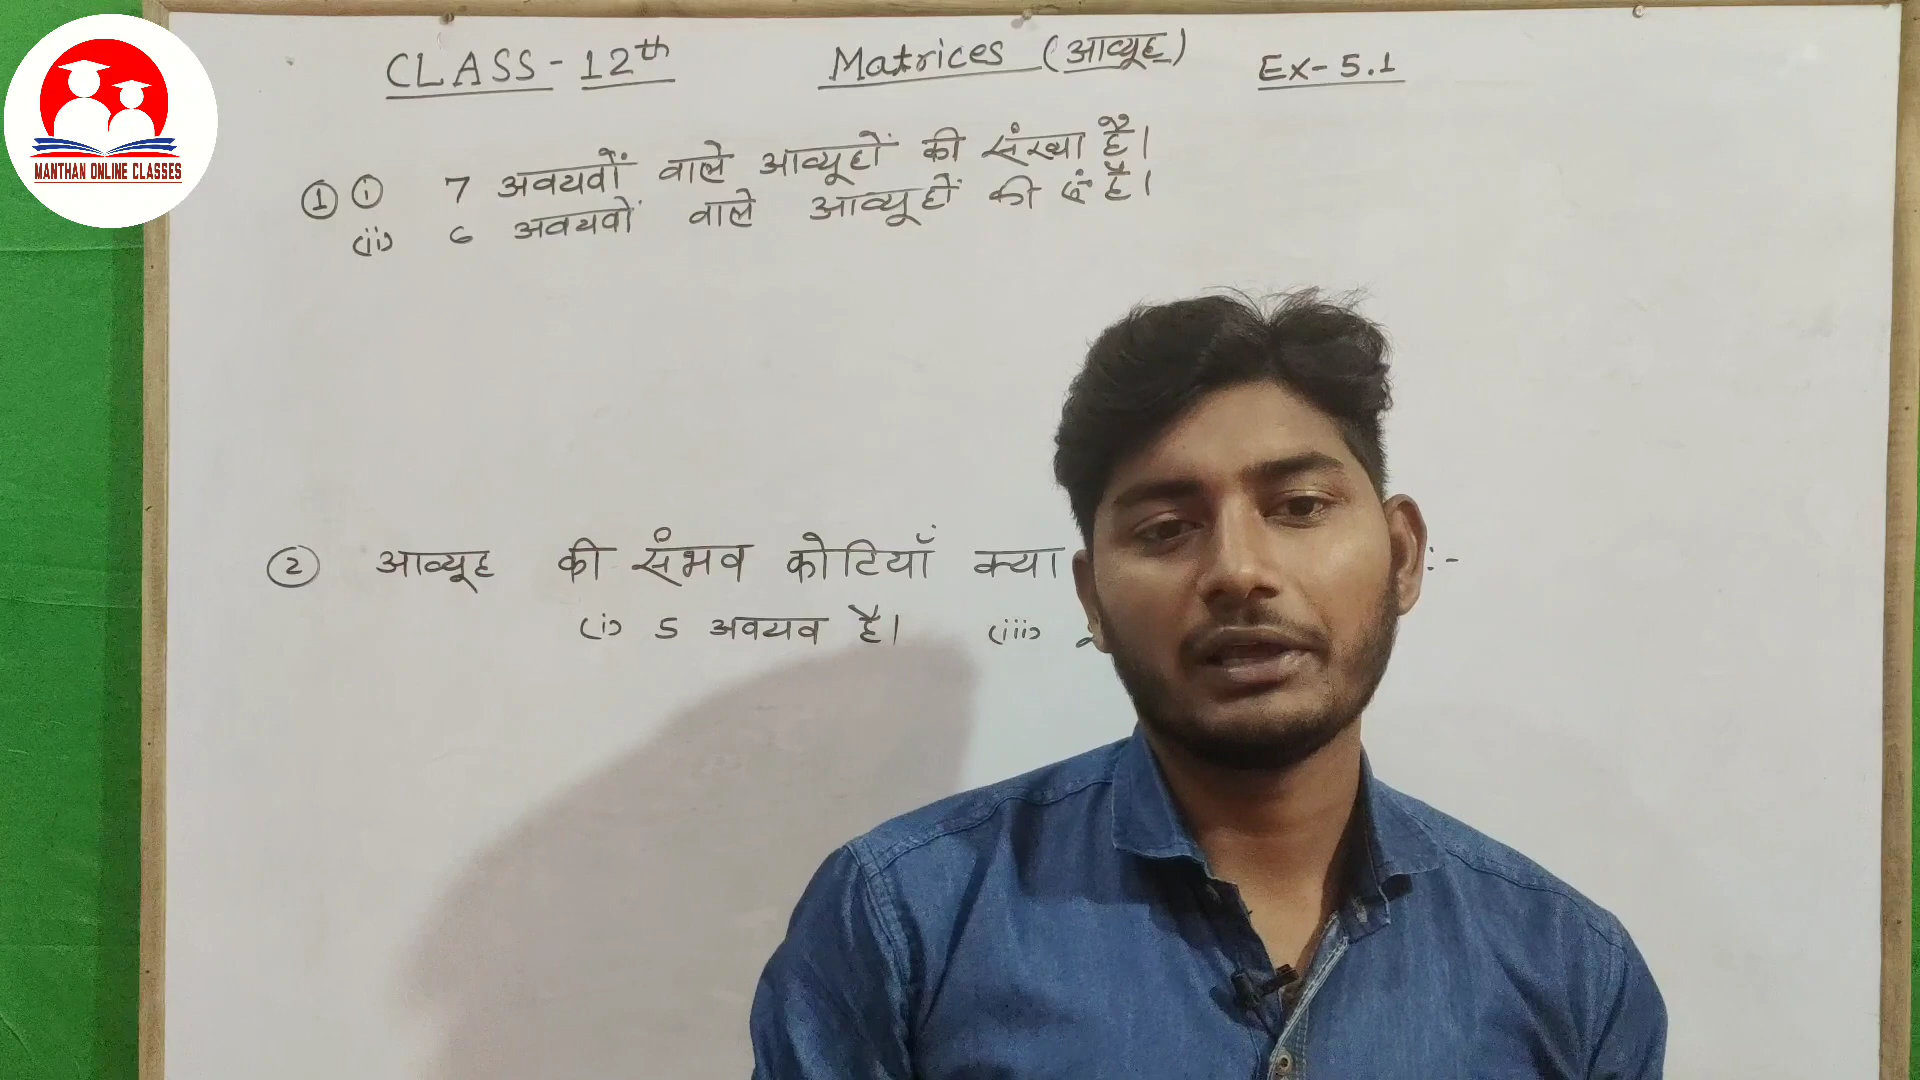 MANTHAN ONLINE CLASSES
CLASS - 12th Matrices (आव्यूह) Ex-5.1
① ① 7 अवयवों वाले आव्यूहों की संख्या है।
(ii) 6 अवयवों वाले आव्यूहों की सं है।
② आव्यूह की संभव कोटियाँ क्या :-
(i) 5 अवयव है। (iii)